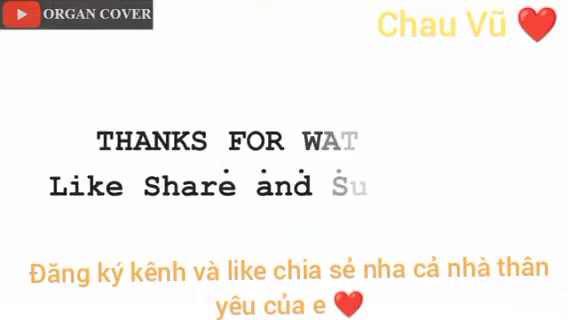 ORGAN COVER
Chau Vũ ❤️
THANKS FOR WAT
Like Share and Su
Đăng ký kênh và like chia sẻ nha cả nhà thân
yêu của e ❤️